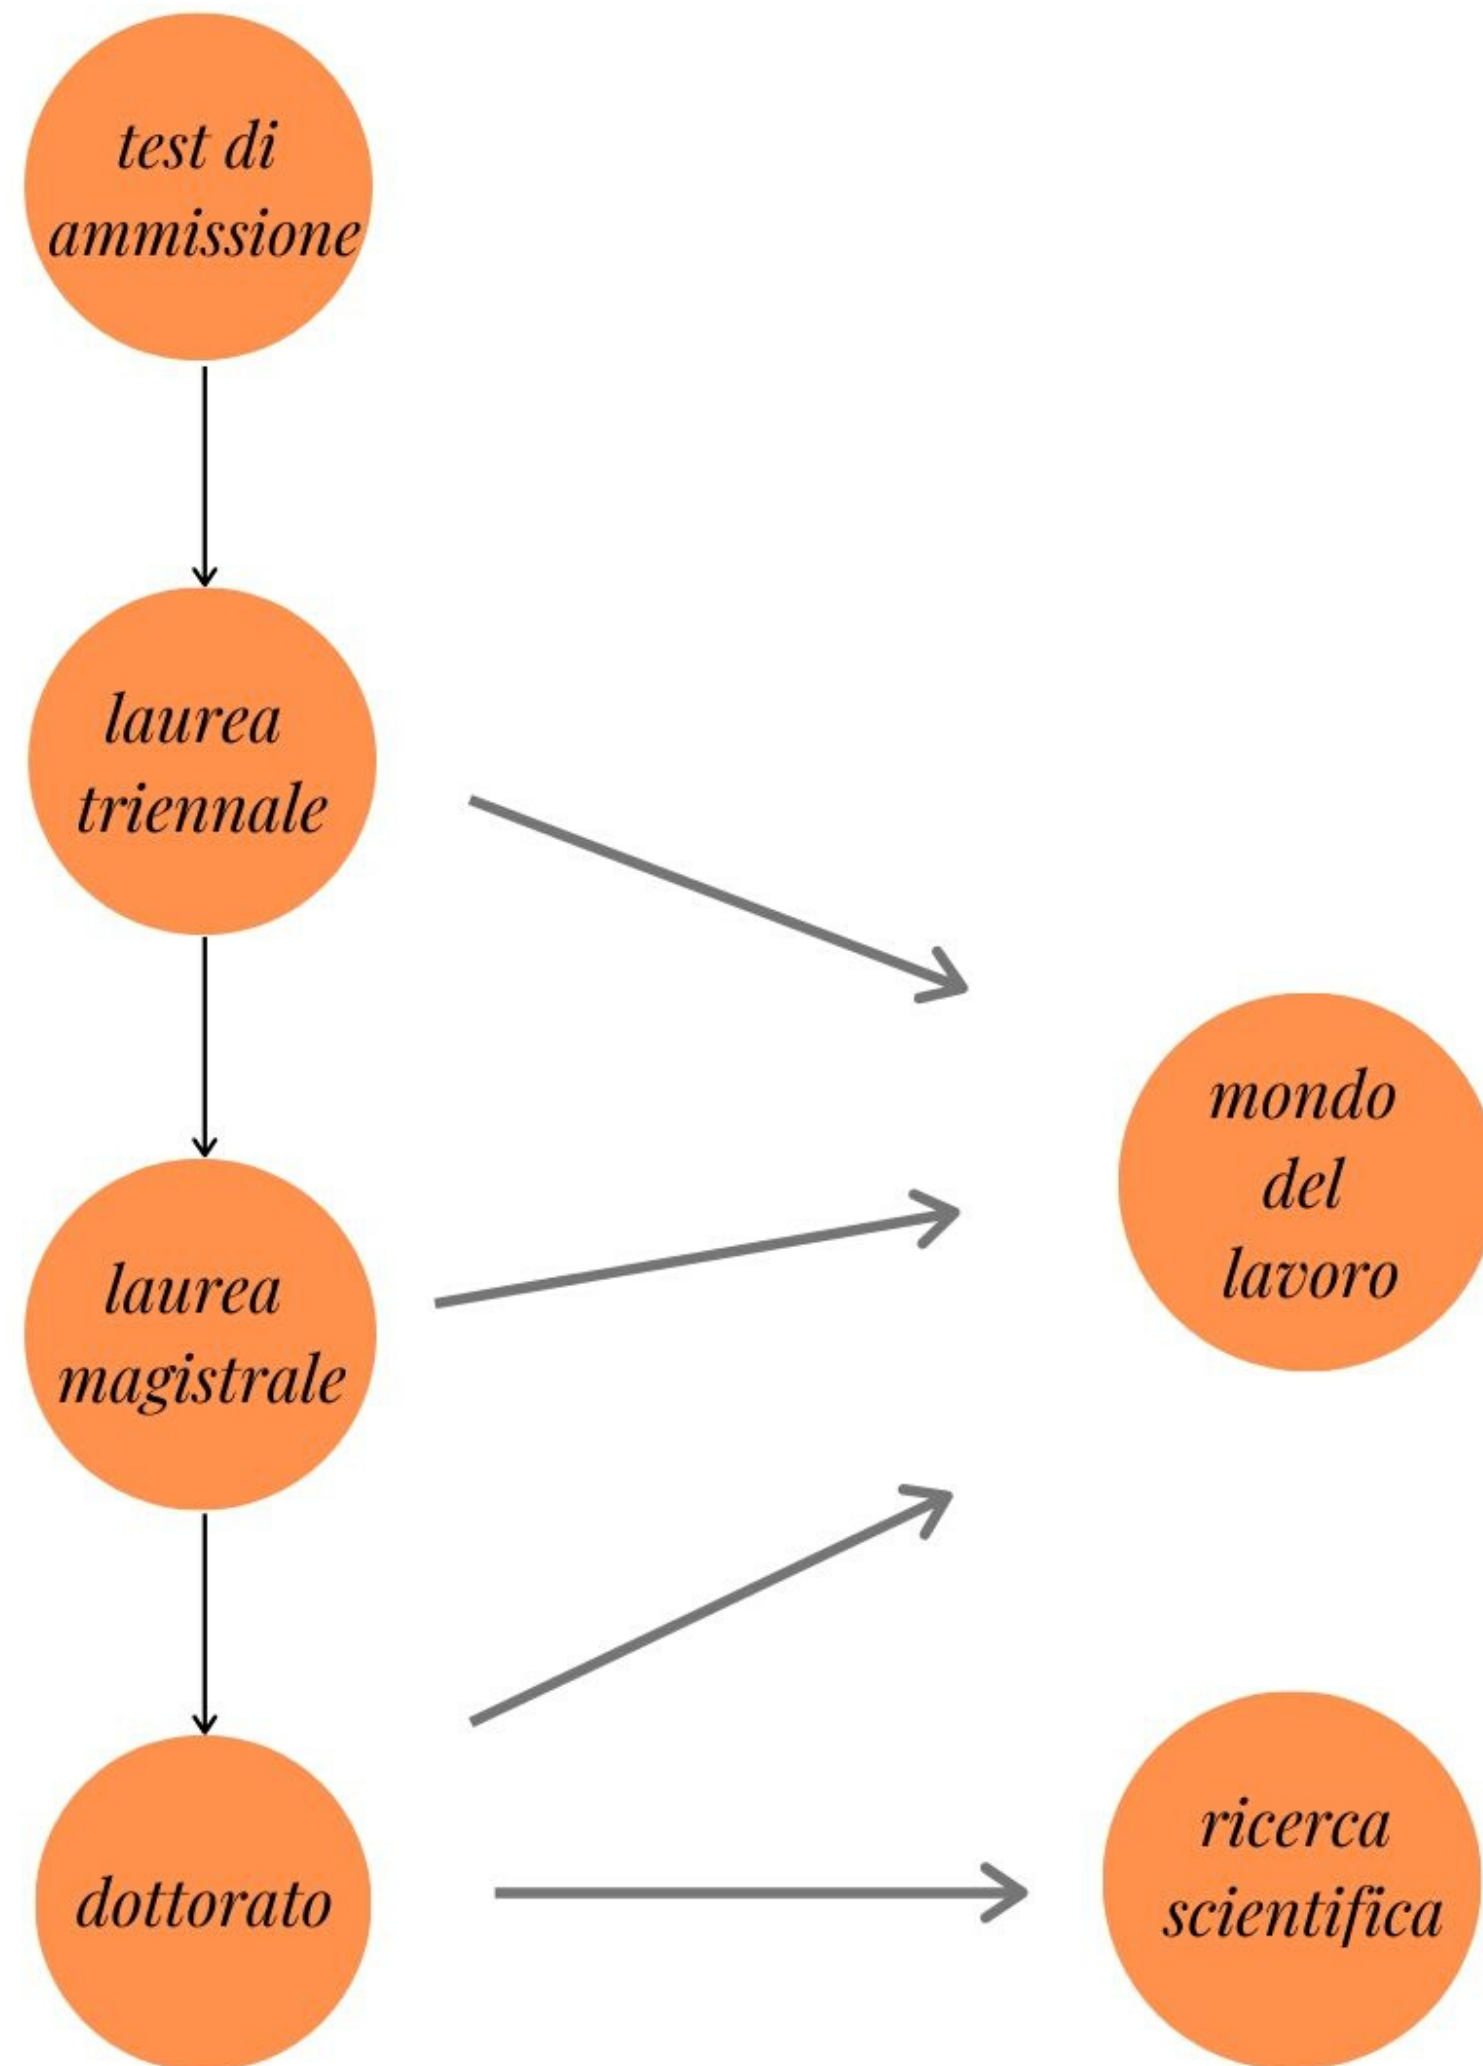 test di
ammissione
laurea
triennale
laurea
magistrale
dottorato
mondo
del
lavoro
ricerca
scientifica